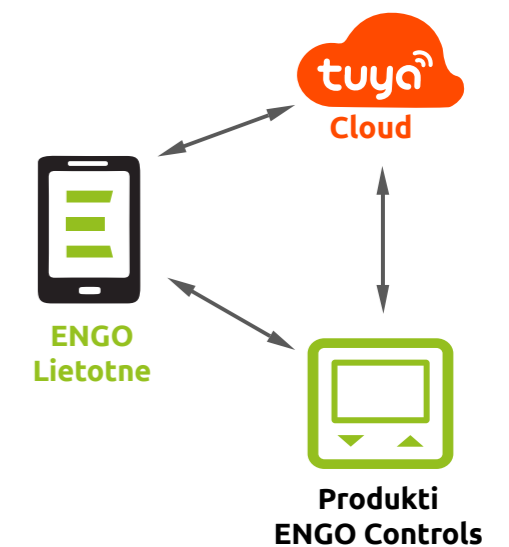 tuya
Cloud
E
ENGO
Lietotne
Produkti
ENGO Controls